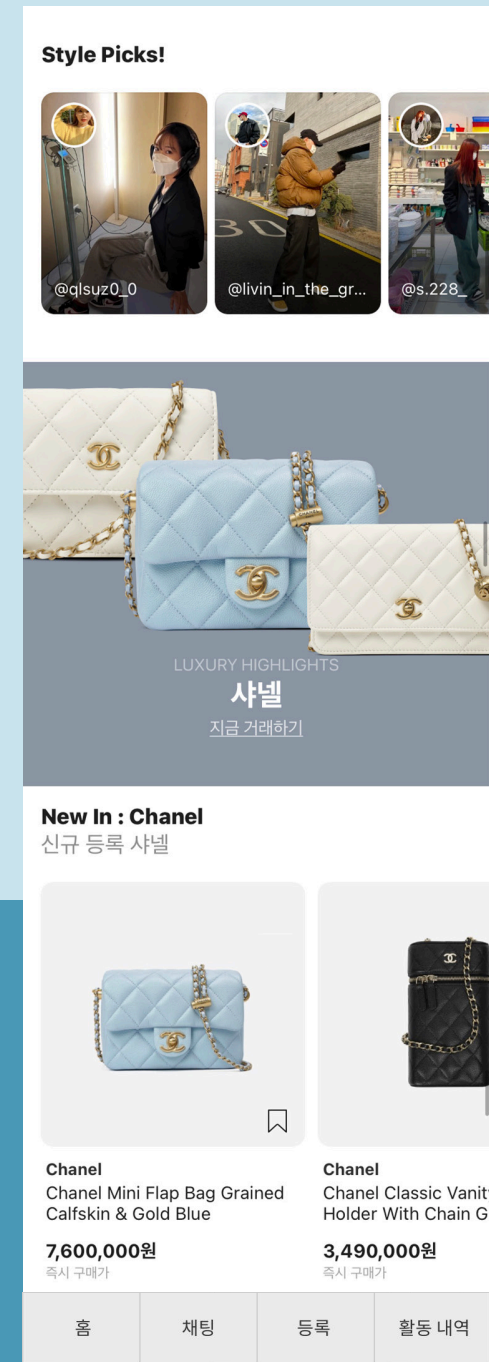 Style Picks!
@qlsuz0_0
@livin_in_the_gr...
@s.228_
30
LUXURY HIGHLIGHTS
샤넬
지금 거래하기
New In : Chanel
신규 등록 샤넬
Chanel
Chanel Mini Flap Bag Grained
Calfskin & Gold Blue
7,600,000원
즉시 구매가
Chanel
Chanel Classic
Holder With Chain
3,490,000원
즉시 구매가
홈
채팅
등록
활동 내역